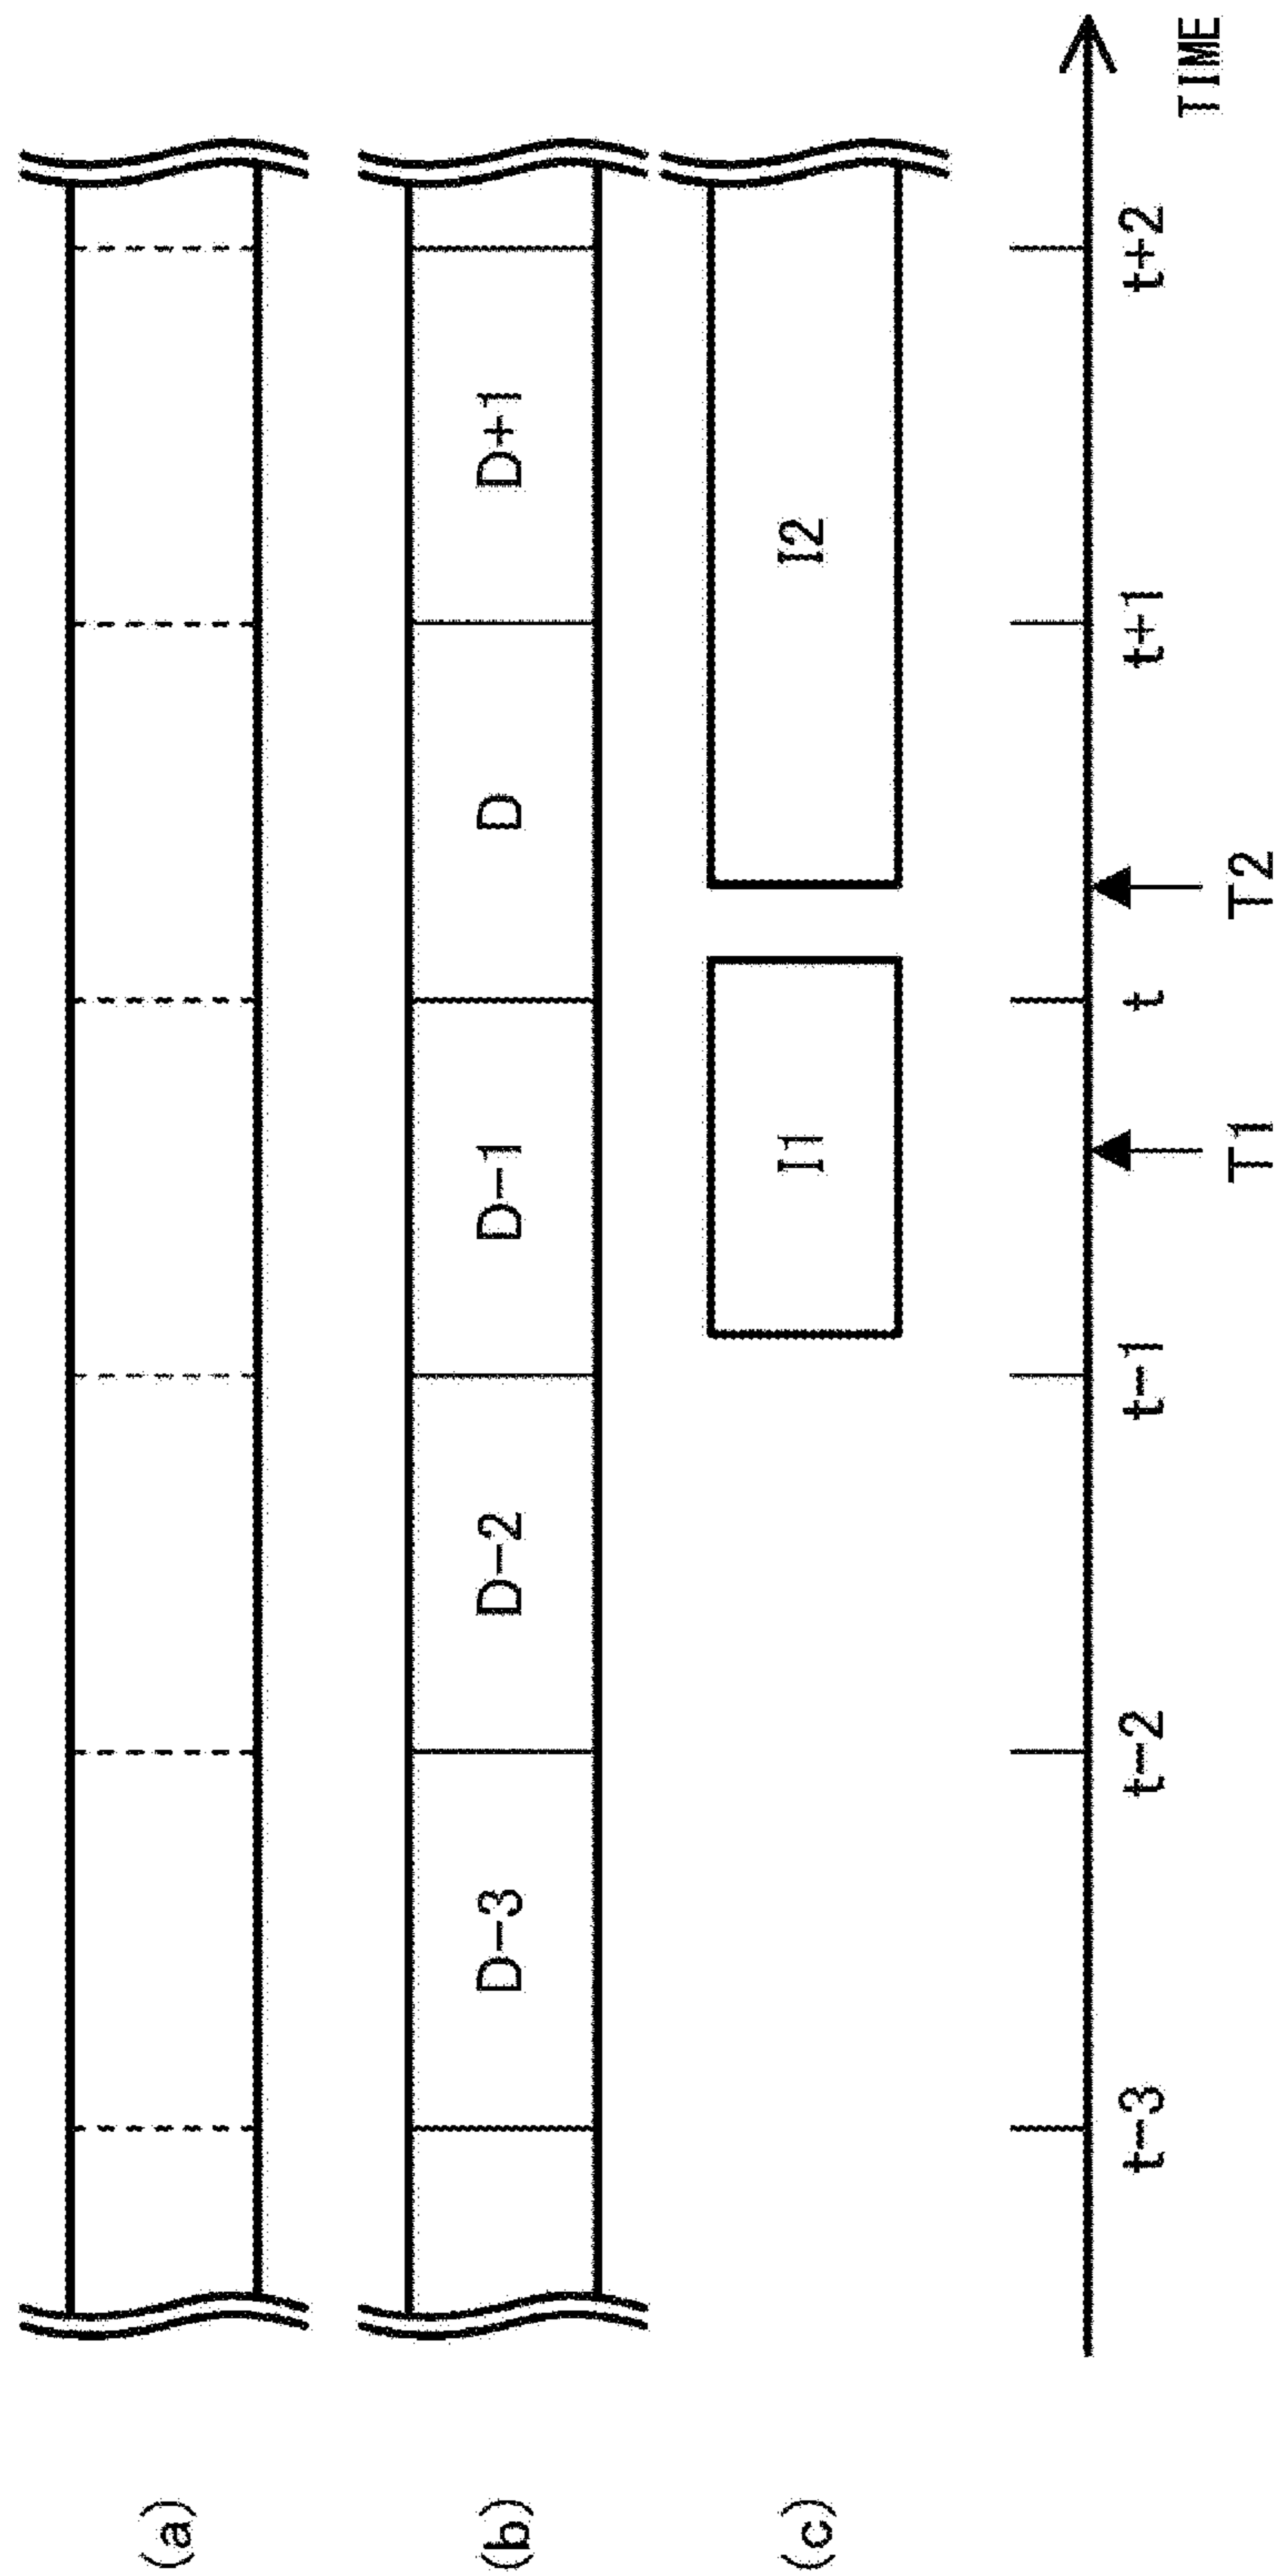 (a)
(b) D-3 D-2 D-1 D D+1
(c) I1 I2
t-3 t-2 t-1 t t+1 t+2
TIME
T1 T2